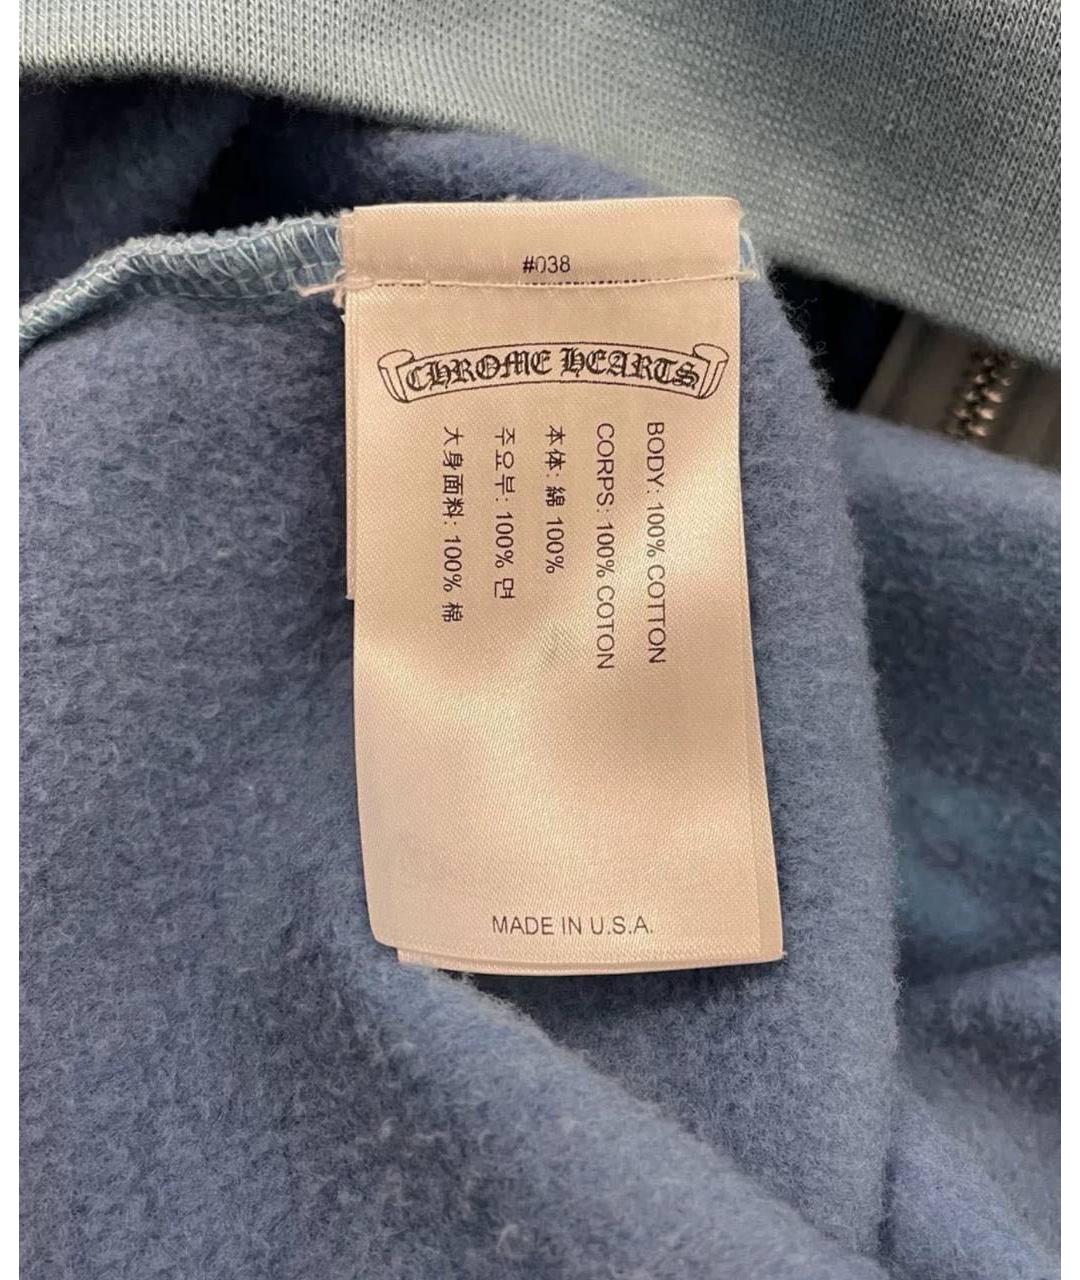 #038
CHROME HEARTS
BODY: 100% COTTON
CORPS: 100% COTON
本体: 綿 100%
주요부: 100% 면
大身面料: 100% 棉
MADE IN U.S.A.